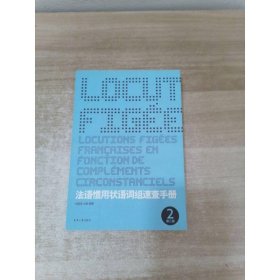 LOCUT
FIGÉE
LOCUTIONS FIGÉES
FRANÇAISES EN
FONCTION DE
COMPLÉMENTS
CIRCONSTANCIELS
法语惯用状语词组速查手册
2